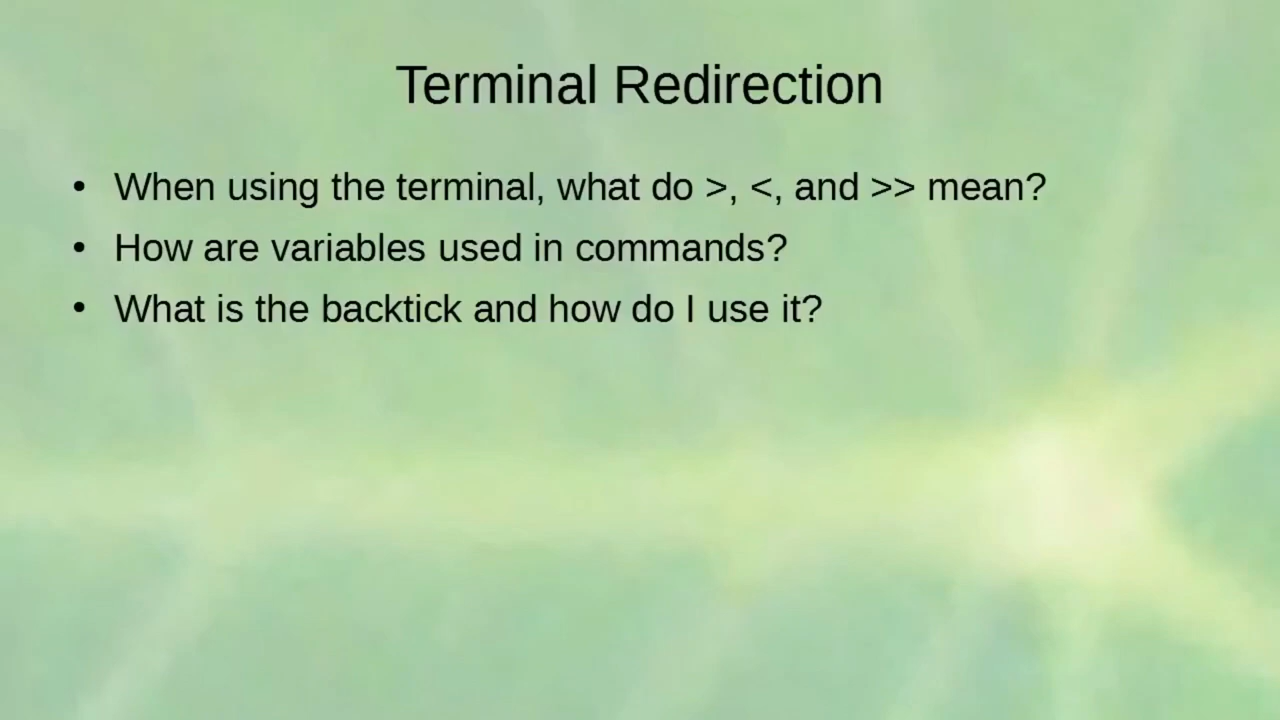 Terminal Redirection
• When using the terminal, what do >, <, and >> mean?
• How are variables used in commands?
• What is the backtick and how do I use it?